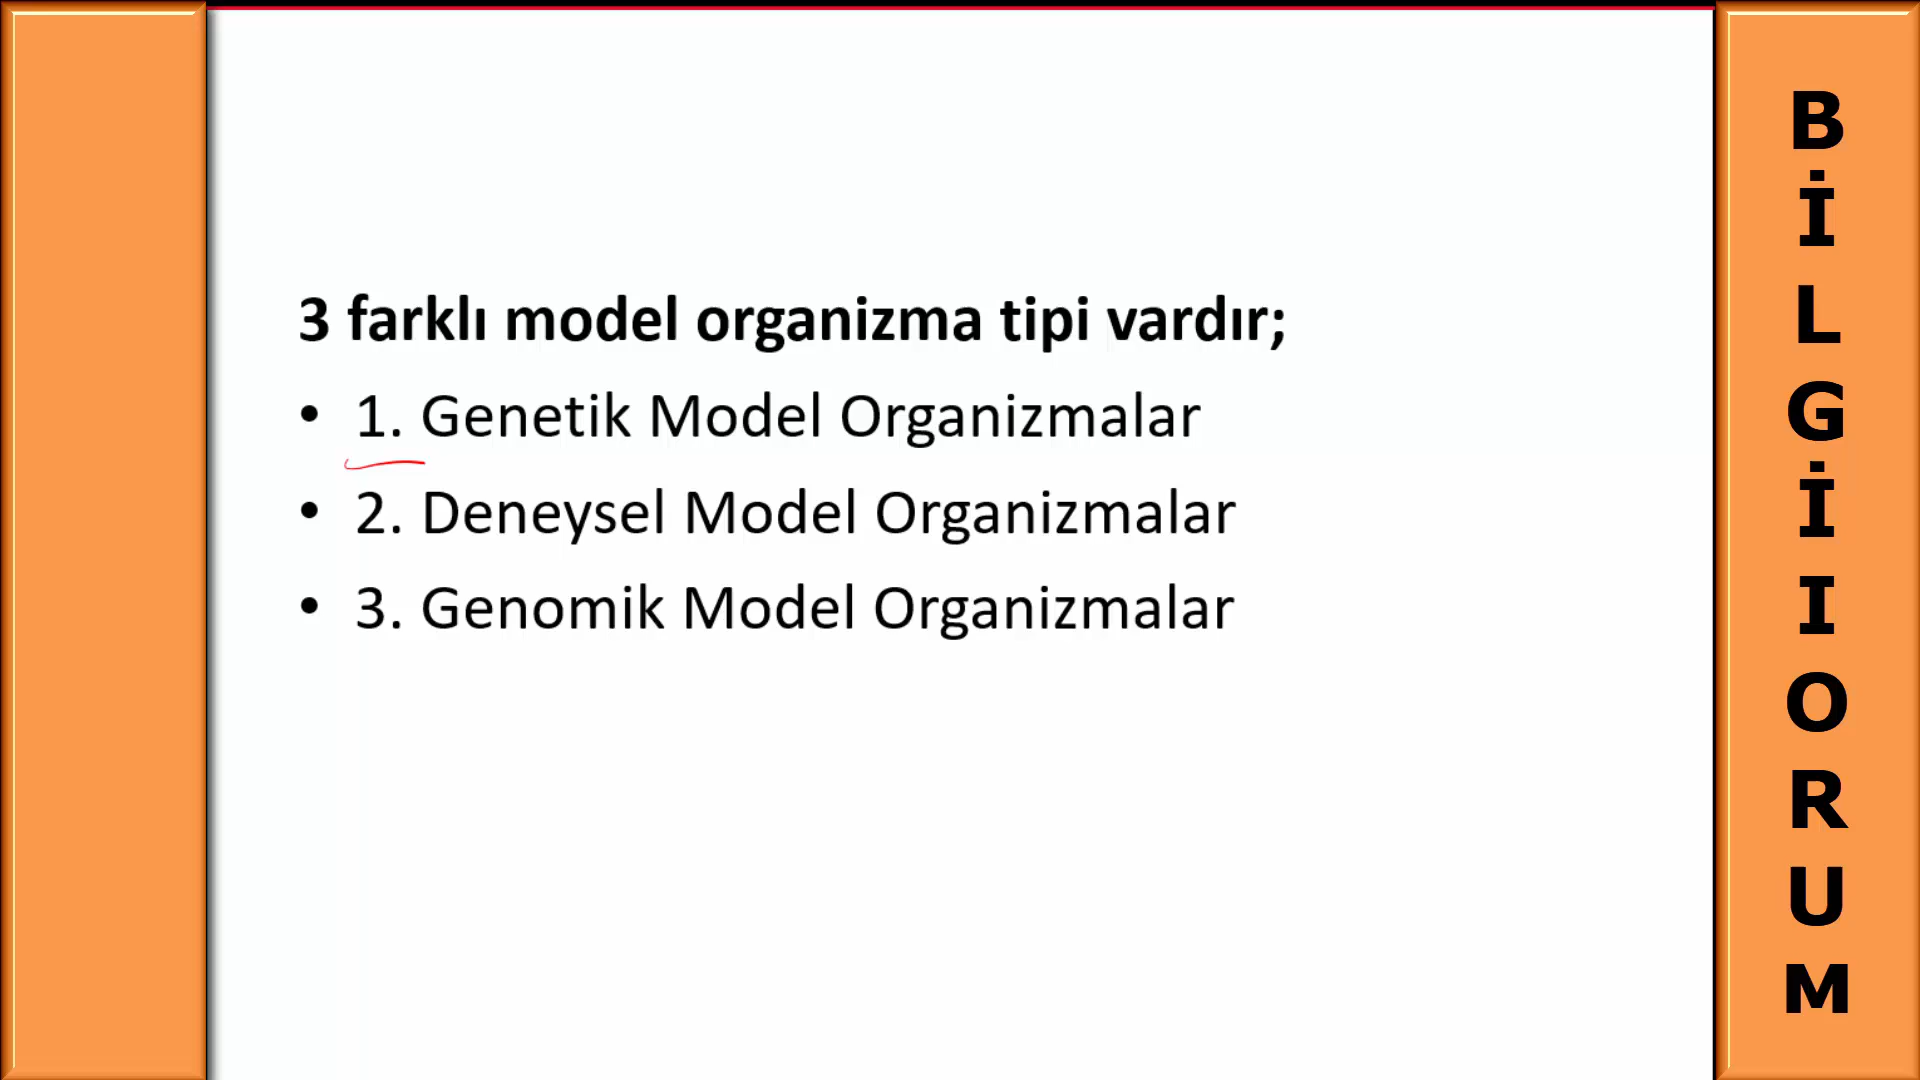 3 farklı model organizma tipi vardır;
• 1. Genetik Model Organizmalar
• 2. Deneysel Model Organizmalar
• 3. Genomik Model Organizmalar
B
İ
L
G
İ
I
O
R
U
M